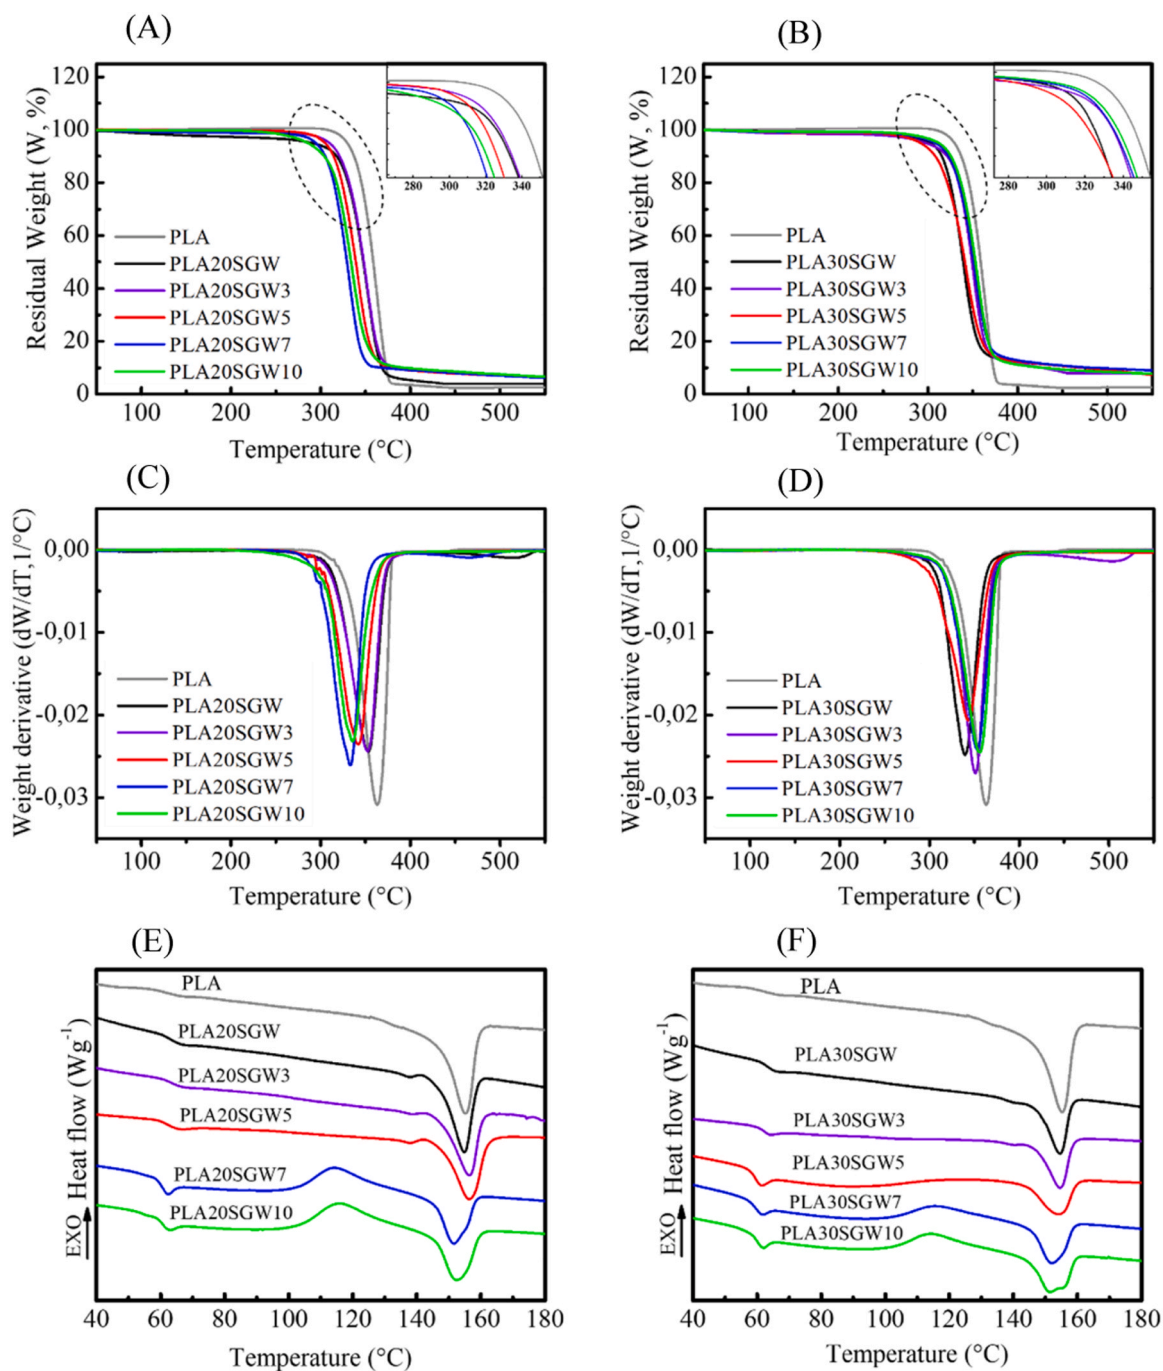 (A)
120
100
80
60
40
20
0
Residual Weight (W, %)
280 300 320 340
PLA
PLA20SGW
PLA20SGW3
PLA20SGW5
PLA20SGW7
PLA20SGW10
100 200 300 400 500
Temperature (°C)
(B)
120
100
80
60
40
20
0
Residual Weight (W, %)
280 300 320 340
PLA
PLA30SGW
PLA30SGW3
PLA30SGW5
PLA30SGW7
PLA30SGW10
100 200 300 400 500
Temperature (°C)
(C)
0,00
-0,01
-0,02
-0,03
Weight derivative (dW/dT,1/°C)
PLA
PLA20SGW
PLA20SGW3
PLA20SGW5
PLA20SGW7
PLA20SGW10
100 200 300 400 500
Temperature (°C)
(D)
0,00
-0,01
-0,02
-0,03
Weight derivative (dW/dT,1/°C)
PLA
PLA30SGW
PLA30SGW3
PLA30SGW5
PLA30SGW7
PLA30SGW10
100 200 300 400 500
Temperature (°C)
(E)
EXO Heat flow (Wg⁻¹)
PLA
PLA20SGW
PLA20SGW3
PLA20SGW5
PLA20SGW7
PLA20SGW10
40 60 80 100 120 140 160 180
Temperature (°C)
(F)
EXO Heat flow (Wg⁻¹)
PLA
PLA30SGW
PLA30SGW3
PLA30SGW5
PLA30SGW7
PLA30SGW10
40 60 80 100 120 140 160 180
Temperature (°C)